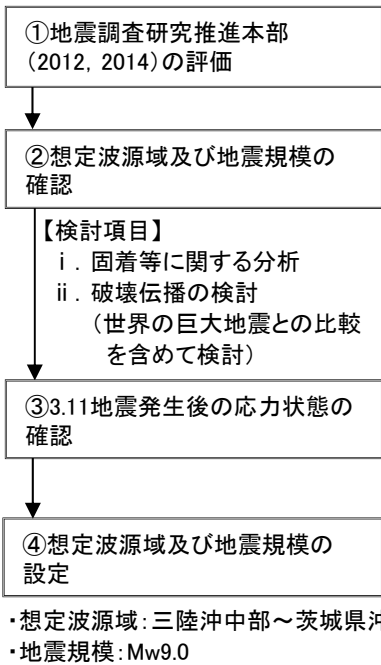 ①地震調査研究推進本部
(2012, 2014)の評価
②想定波源域及び地震規模の
確認
【検討項目】
ⅰ．固着等に関する分析
ⅱ．破壊伝播の検討
（世界の巨大地震との比較
を含めて検討）
③3.11地震発生後の応力状態の
確認
④想定波源域及び地震規模の
設定
・想定波源域：三陸沖中部～茨城県沖
・地震規模：Mw9.0